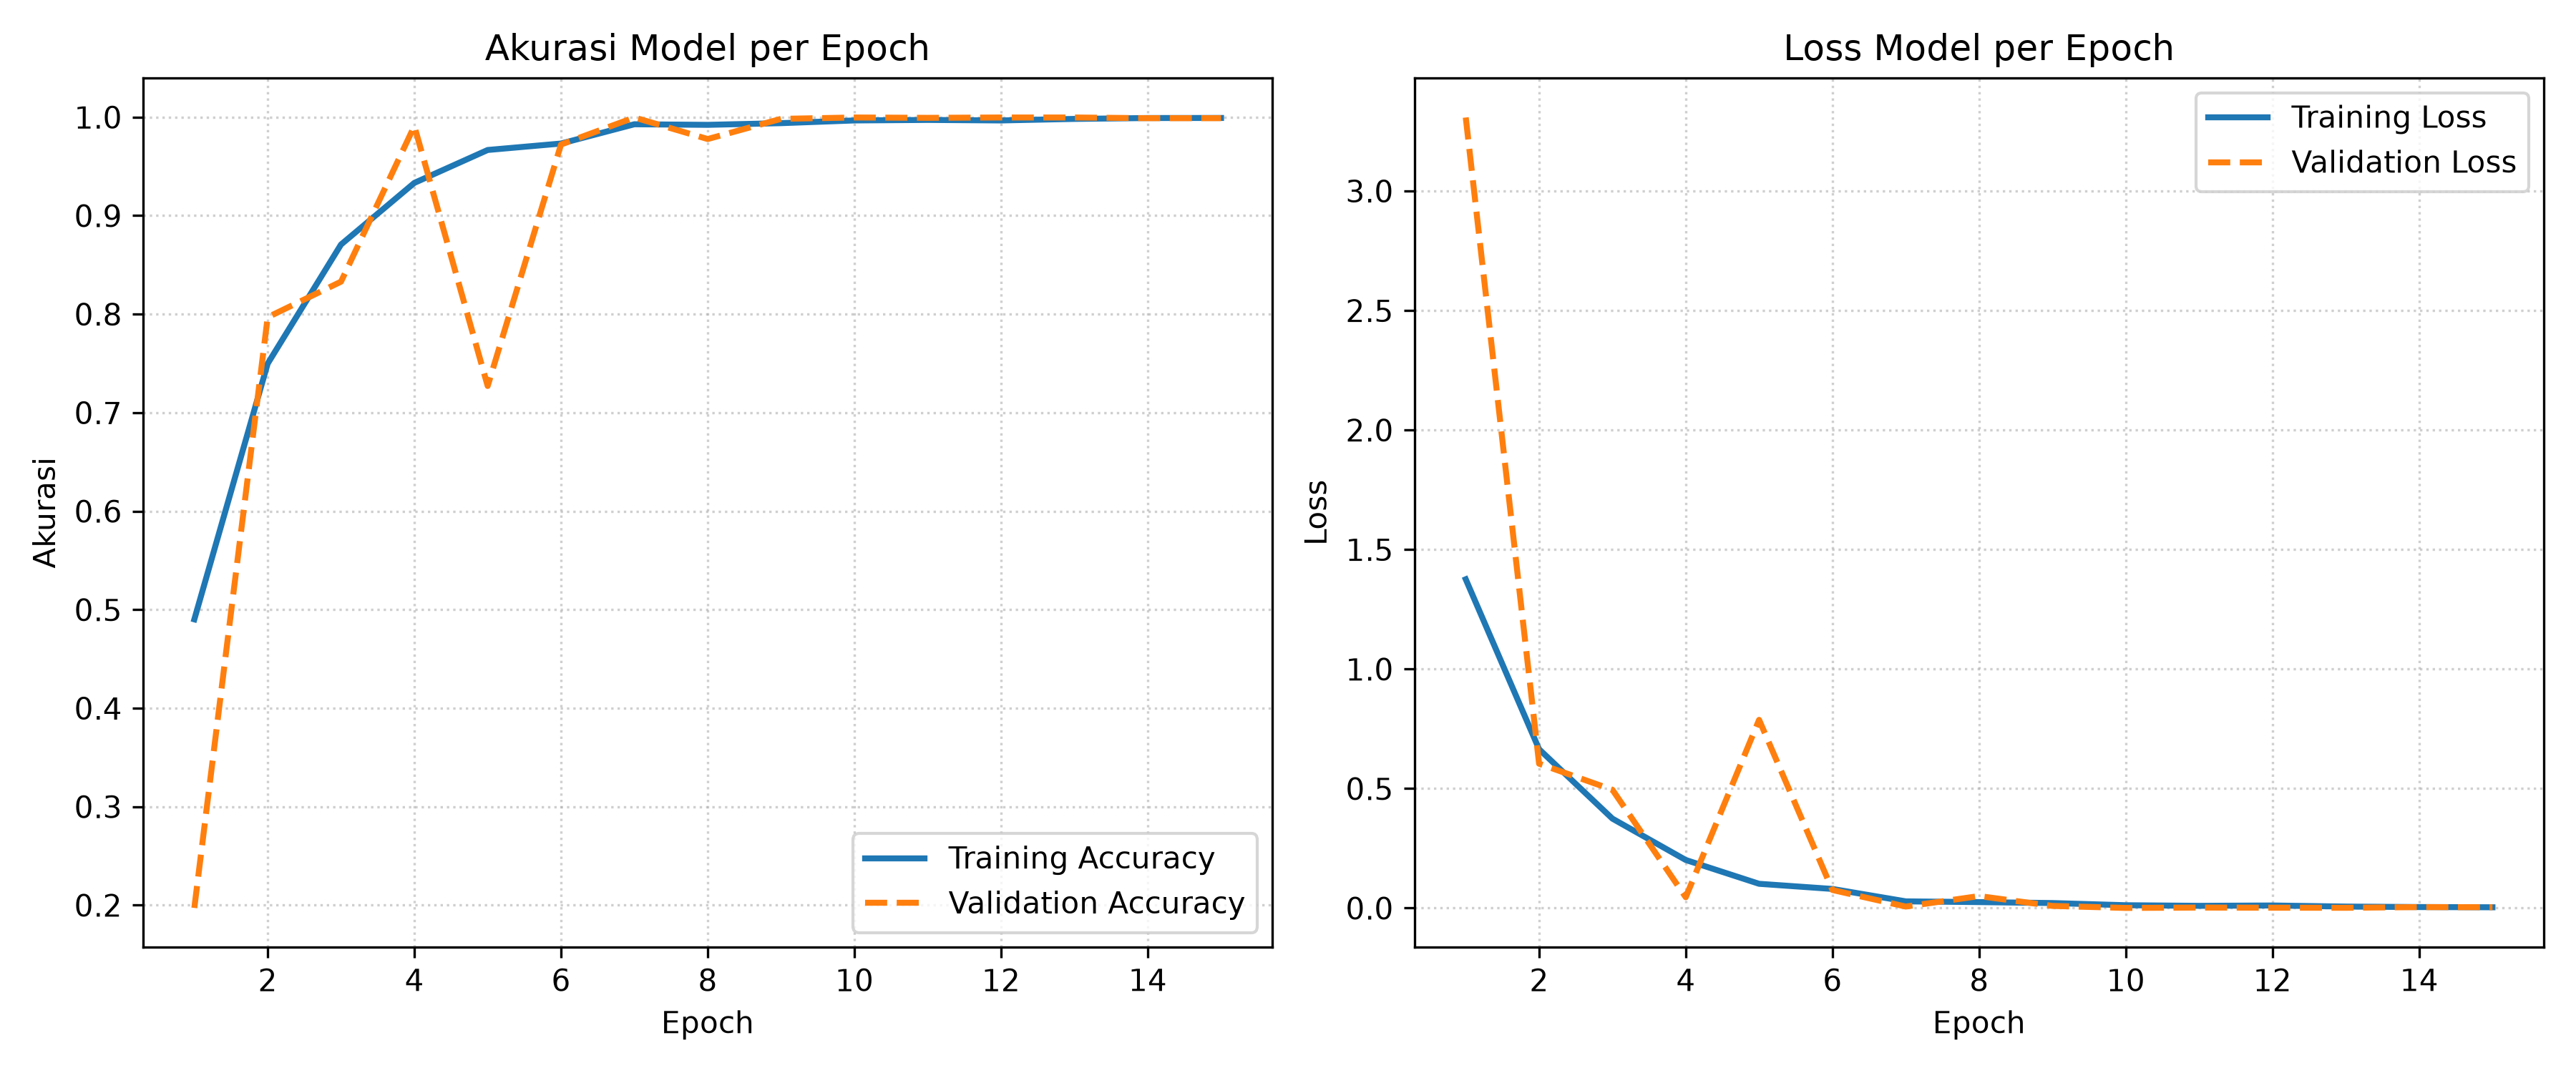 Akurasi Model per Epoch
1.0
0.9
0.8
0.7
0.6
0.5
0.4
0.3
0.2
Akurasi
2 4 6 8 10 12 14
Epoch
Training Accuracy
Validation Accuracy
Loss Model per Epoch
3.0
2.5
2.0
1.5
1.0
0.5
0.0
Loss
2 4 6 8 10 12 14
Epoch
Training Loss
Validation Loss